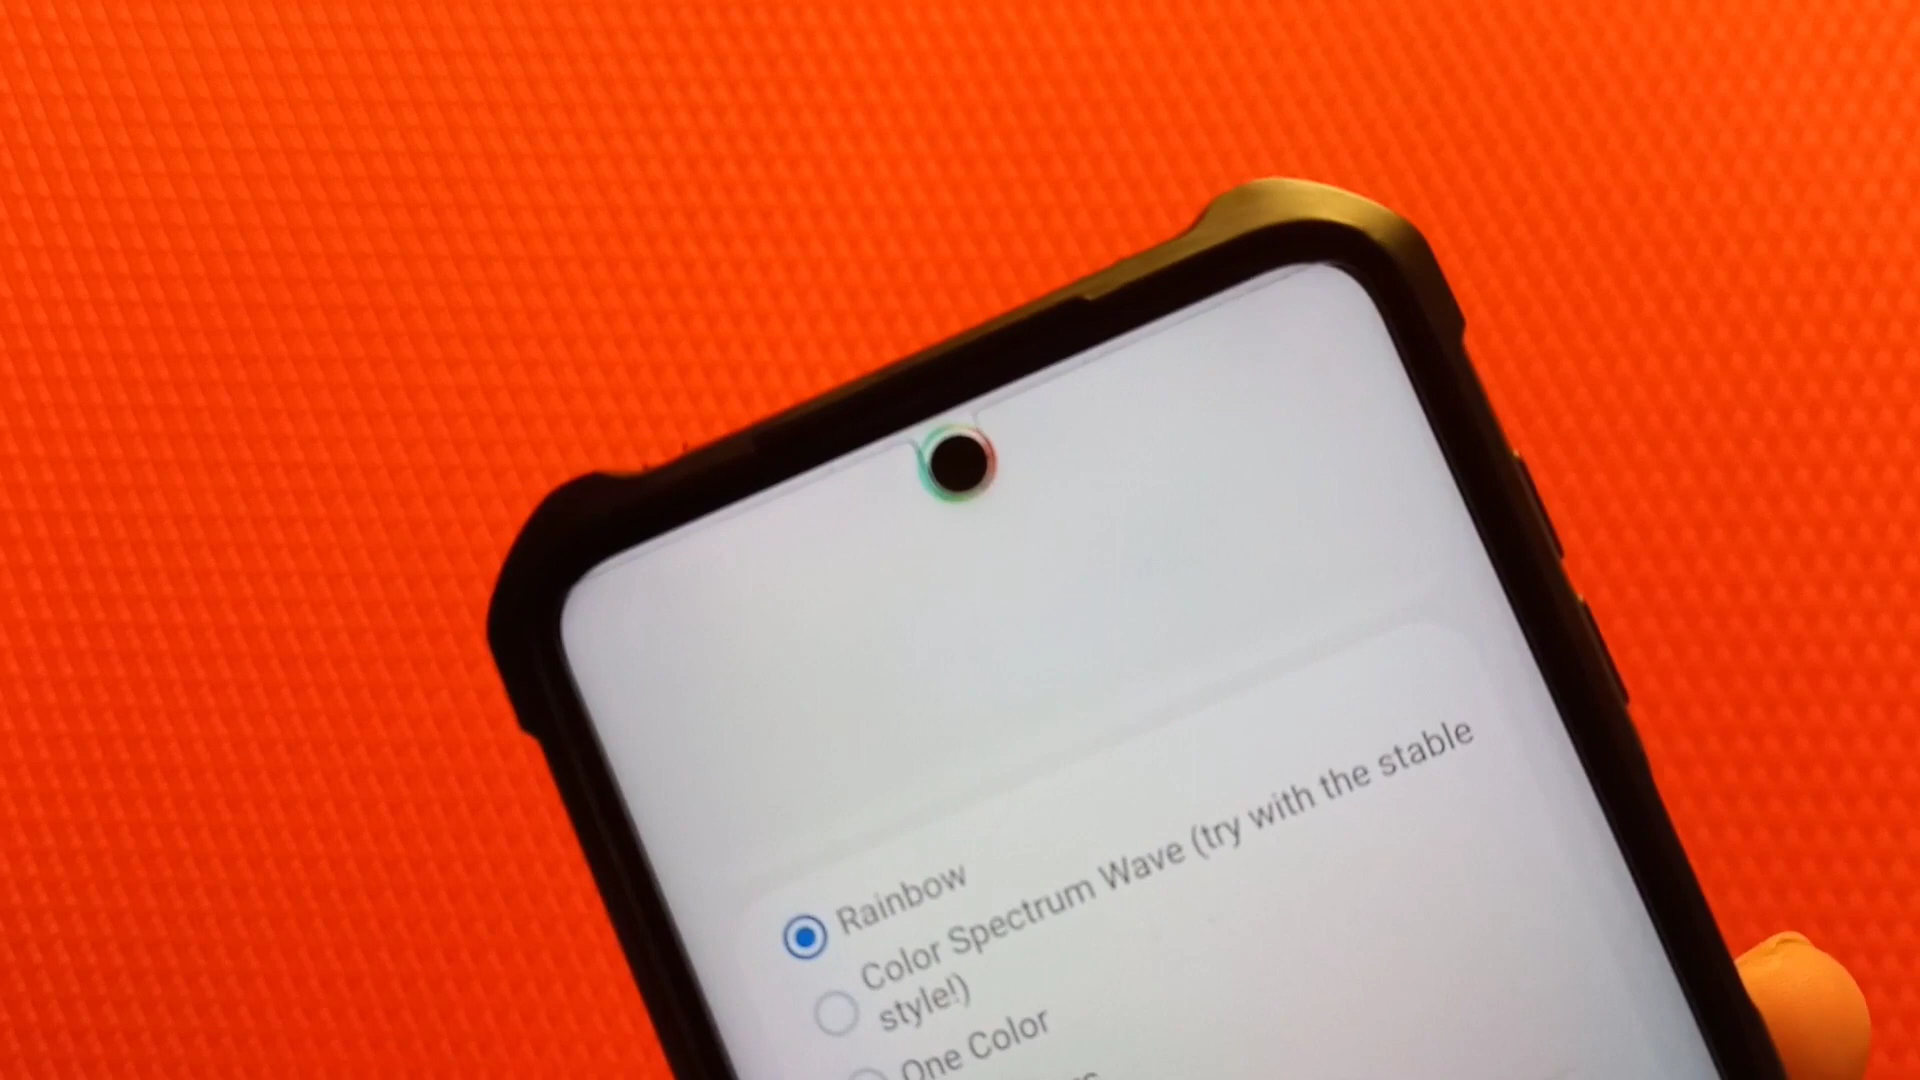 Rainbow
Color Spectrum Wave (try with the stable
style!)
One Color